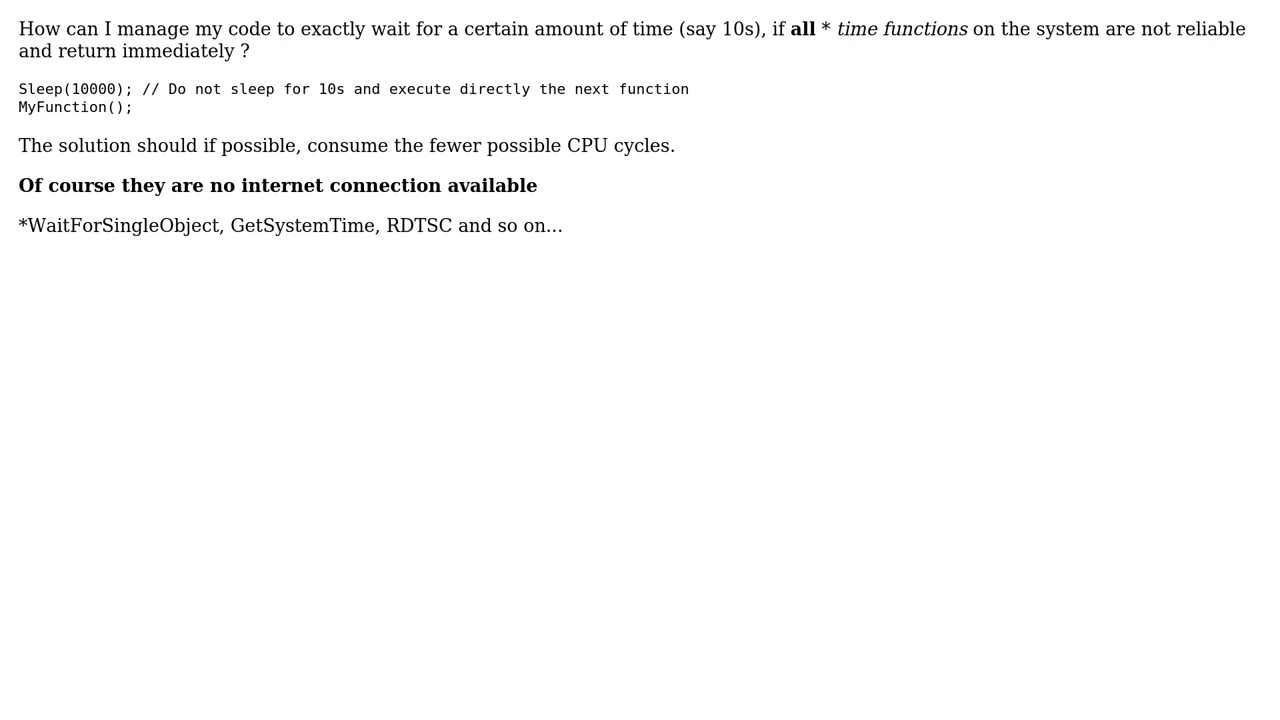 How can I manage my code to exactly wait for a certain amount of time (say 10s), if all * time functions on the system are not reliable
and return immediately ?
Sleep(10000); // Do not sleep for 10s and execute directly the next function
MyFunction();
The solution should if possible, consume the fewer possible CPU cycles.
Of course they are no internet connection available
*WaitForSingleObject, GetSystemTime, RDTSC and so on...